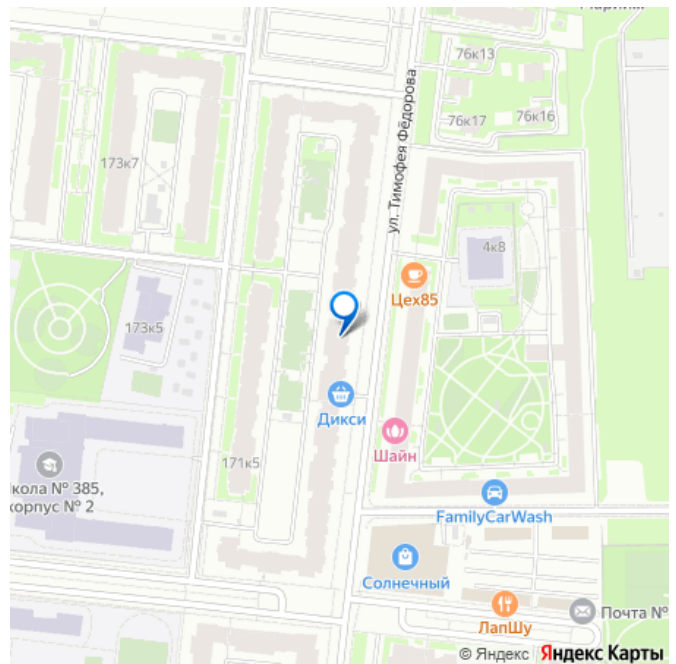 76к13
76к17
76к16
ул. Тимофея Фёдорова
173к7
4к8
Цех85
173к5
Дикси
Шайн
171к5
кола № 385,
корпус № 2
FamilyCarWash
Солнечный
ЛапШу
Почта №
© Яндекс Яндекс Карты